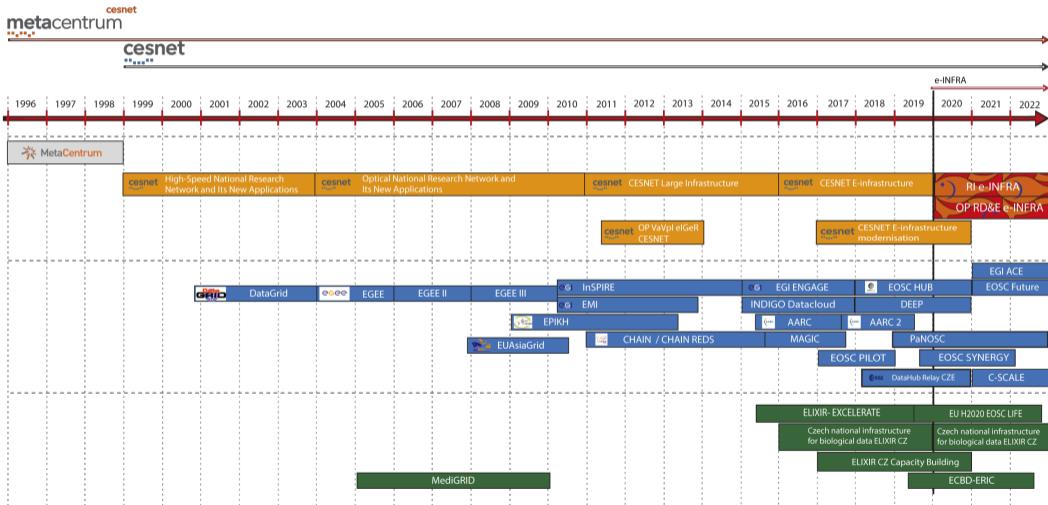 cesnet
metacentrum
cesnet
e-INFRA
1996 1997 1998 1999 2000 2001 2002 2003 2004 2005 2006 2007 2008 2009 2010 2011 2012 2013 2014 2015 2016 2017 2018 2019 2020 2021 2022
MetaCentrum
cesnet High-Speed National Research
Network and Its New Applications
cesnet Optical National Research Network and
Its New Applications
cesnet CESNET Large Infrastructure
cesnet CESNET E-infrastructure
RI e-INFRA
OP RD&E e-INFRA
cesnet OP VaVpI eIGeR
CESNET
cesnet CESNET E-infrastructure
modernisation
EGI ACE
GRID DataGrid
egee EGEE
EGEE II
EGEE III
InSPIRE
EGI ENGAGE
EOSC HUB
EOSC Future
EMI
INDIGO Datacloud
DEEP
EPIKH
AARC
AARC 2
EUAsiaGrid
CHAIN / CHAIN REDS
MAGIC
PaNOSC
EOSC PILOT
EOSC SYNERGY
DataHub Relay CZE
C-SCALE
ELIXIR- EXCELERATE
EU H2020 EOSC LIFE
Czech national infrastructure
for biological data ELIXIR CZ
Czech national infrastructure
for biological data ELIXIR CZ
ELIXIR CZ Capacity Building
MediGRID
ECBD-ERIC